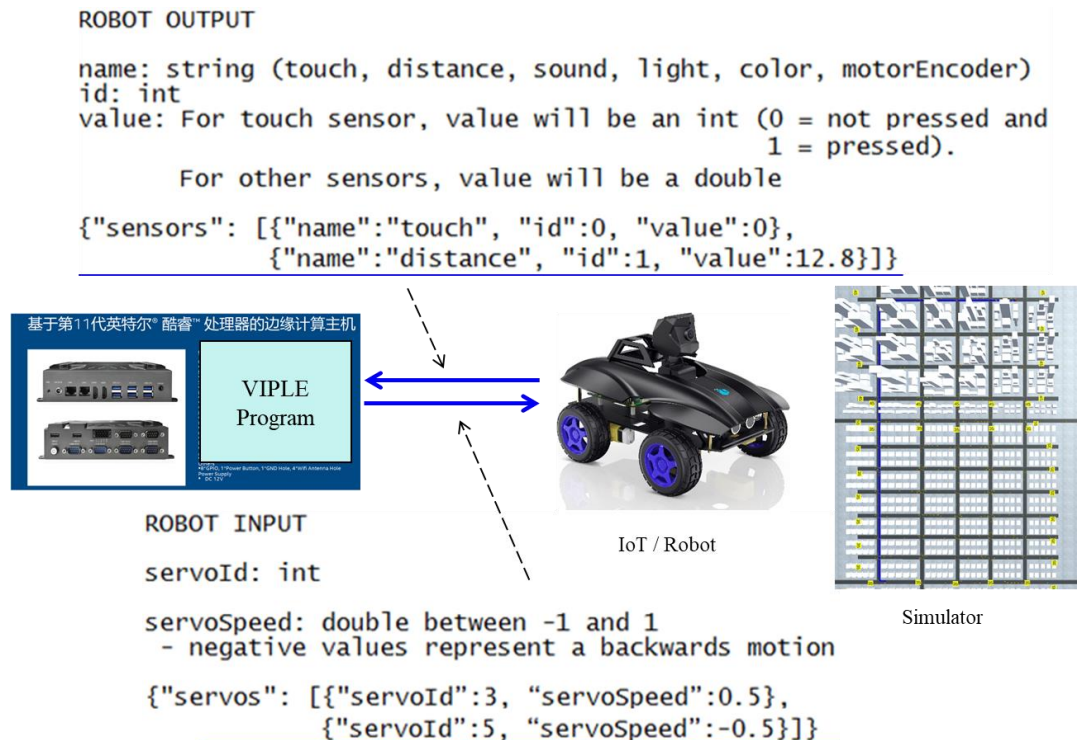 ROBOT OUTPUT
name: string (touch, distance, sound, light, color, motorEncoder)
id: int
value: For touch sensor, value will be an int (0 = not pressed and
1 = pressed).
For other sensors, value will be a double
{"sensors": [{"name":"touch", "id":0, "value":0},
{"name":"distance", "id":1, "value":12.8}]}
基于第11代英特尔® 酷睿™ 处理器的边缘计算主机
VIPLE
Program
Power Supply
DC 12V
IoT / Robot
Simulator
ROBOT INPUT
servoId: int
servoSpeed: double between -1 and 1
- negative values represent a backwards motion
{"servos": [{"servoId":3, “servoSpeed":0.5},
{"servoId":5, “servoSpeed":-0.5}]}